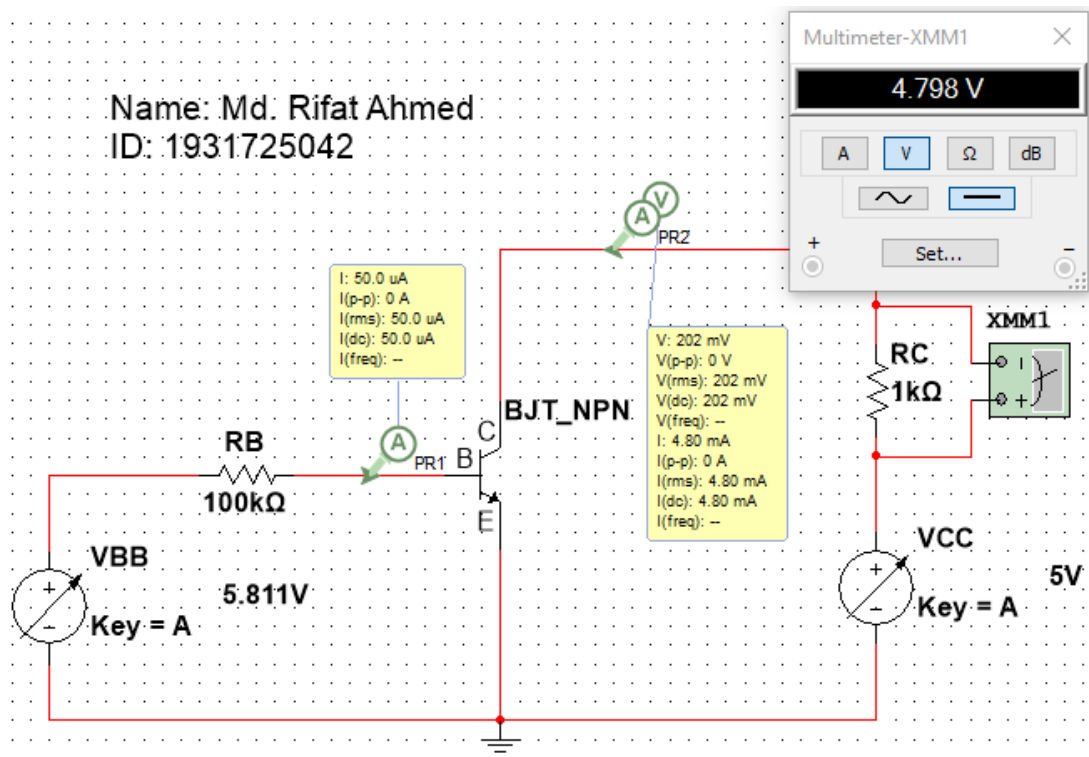 Multimeter-XMM1
4.798 V
A
V
Ω
dB
+
Set...
−
Name: Md. Rifat Ahmed
ID: 1931725042
V
A
PR2
I: 50.0 uA
I(p-p): 0 A
I(rms): 50.0 uA
I(dc): 50.0 uA
I(freq): --
V: 202 mV
V(p-p): 0 V
V(rms): 202 mV
V(dc): 202 mV
V(freq): --
I: 4.80 mA
I(p-p): 0 A
I(rms): 4.80 mA
I(dc): 4.80 mA
I(freq): --
XMM1
RC
1kΩ
BJT_NPN
C
B
E
A
PR1
RB
100kΩ
VBB
5.811V
Key = A
VCC
5V
Key = A